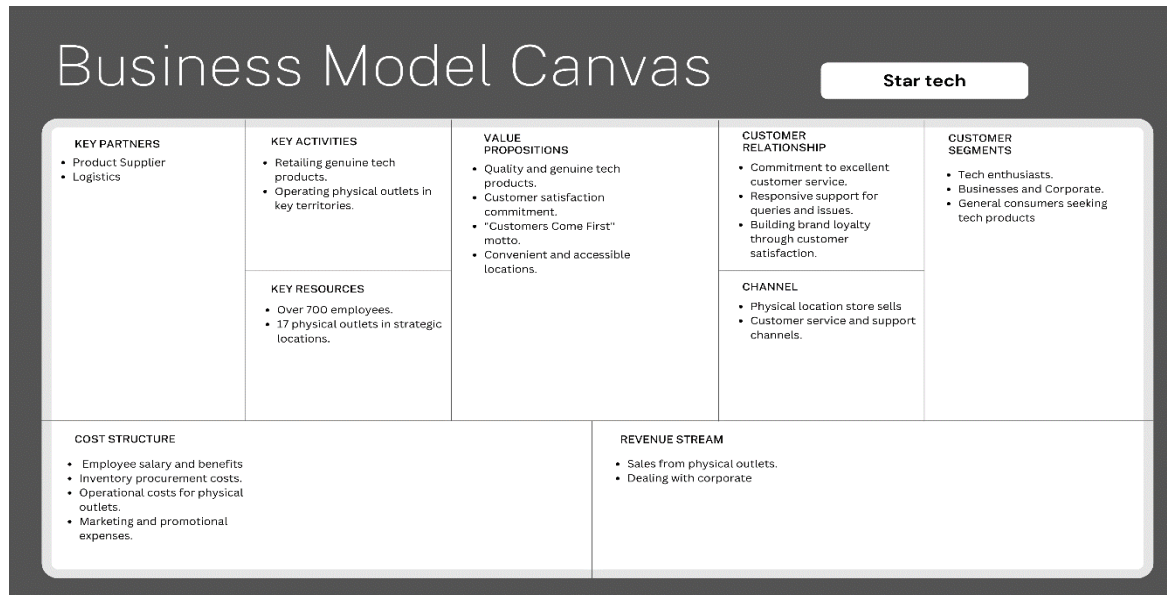 Business Model Canvas
Star tech
KEY PARTNERS
• Product Supplier
• Logistics
KEY ACTIVITIES
• Retailing genuine tech
products.
• Operating physical outlets in
key territories.
KEY RESOURCES
• Over 700 employees.
• 17 physical outlets in strategic
locations.
VALUE
PROPOSITIONS
• Quality and genuine tech
products.
• Customer satisfaction
commitment.
• "Customers Come First"
motto.
• Convenient and accessible
locations.
CUSTOMER
RELATIONSHIP
• Commitment to excellent
customer service.
• Responsive support for
queries and issues.
• Building brand loyalty
through customer
satisfaction.
CHANNEL
• Physical location store sells
• Customer service and support
channels.
CUSTOMER
SEGMENTS
• Tech enthusiasts.
• Businesses and Corporate.
• General consumers seeking
tech products
COST STRUCTURE
• Employee salary and benefits
• Inventory procurement costs.
• Operational costs for physical
outlets.
• Marketing and promotional
expenses.
REVENUE STREAM
• Sales from physical outlets.
• Dealing with corporate